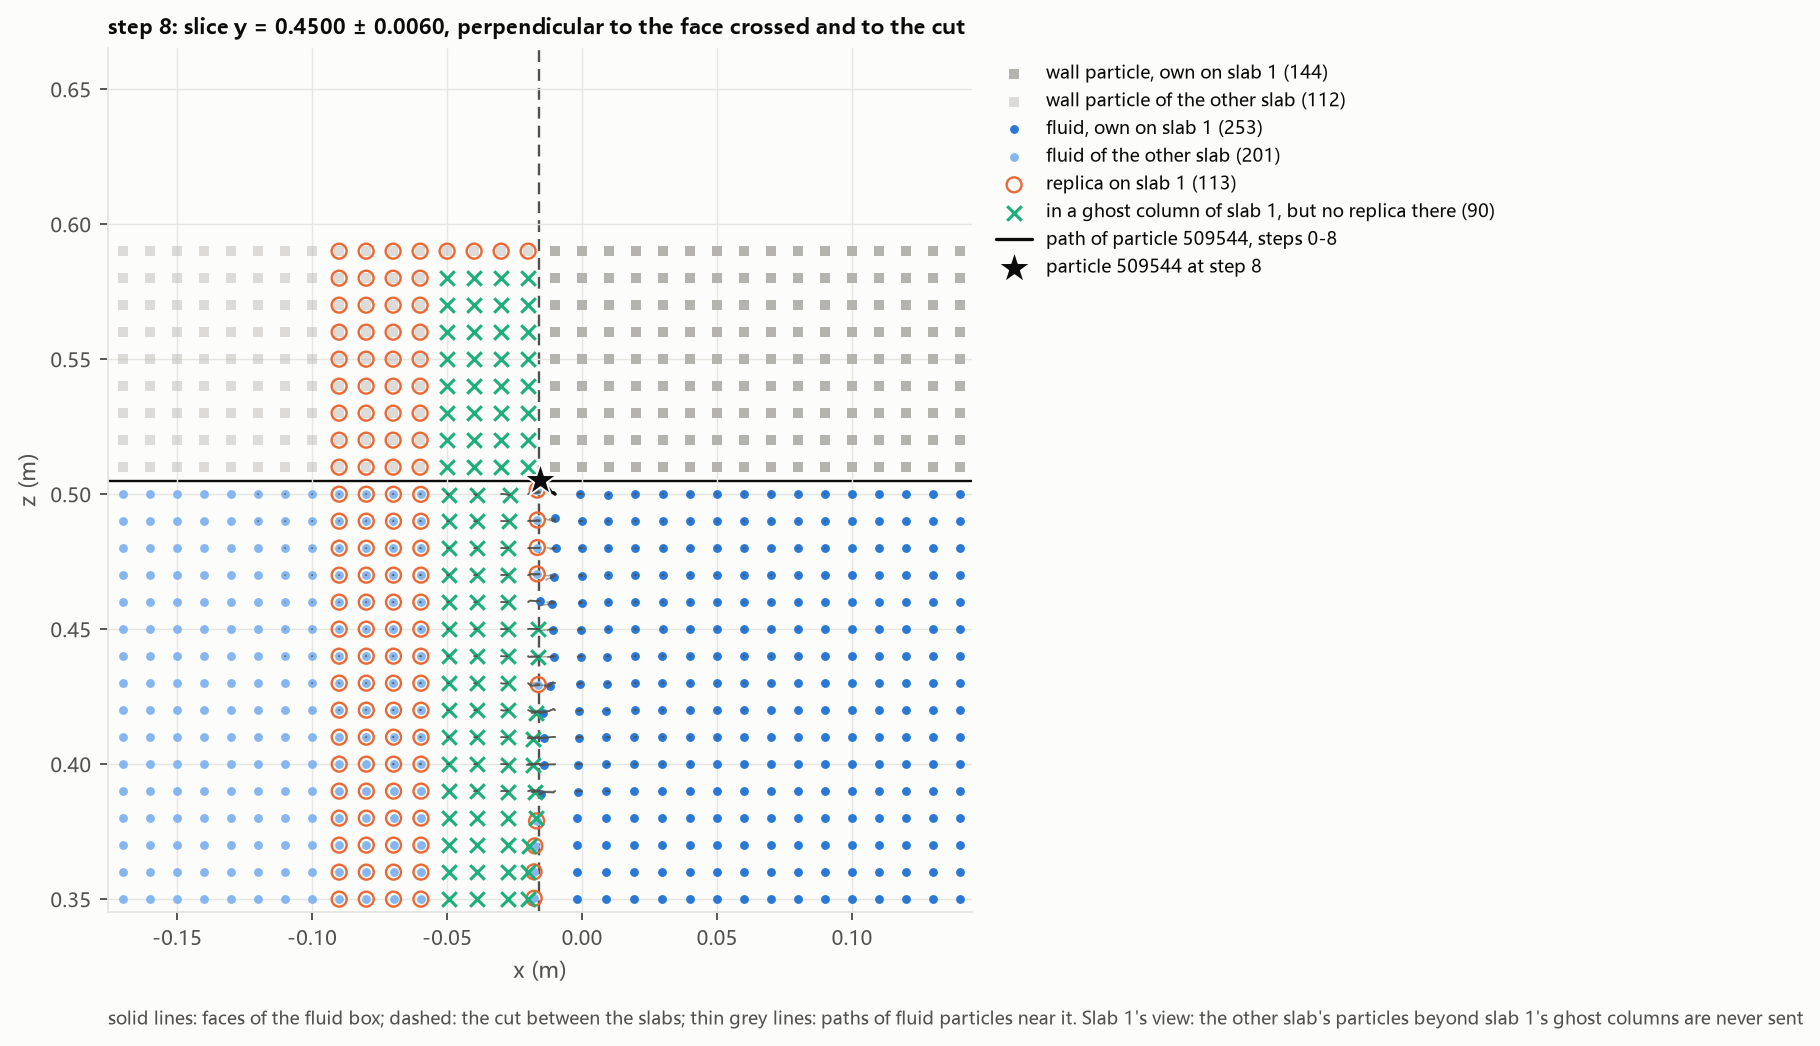 step 8: slice y = 0.4500 ± 0.0060, perpendicular to the face crossed and to the cut
wall particle, own on slab 1 (144)
wall particle of the other slab (112)
fluid, own on slab 1 (253)
fluid of the other slab (201)
replica on slab 1 (113)
in a ghost column of slab 1, but no replica there (90)
path of particle 509544, steps 0-8
particle 509544 at step 8
z (m)
0.65
0.60
0.55
0.50
0.45
0.40
0.35
-0.15 -0.10 -0.05 0.00 0.05 0.10
x (m)
solid lines: faces of the fluid box; dashed: the cut between the slabs; thin grey lines: paths of fluid particles near it. Slab 1's view: the other slab's particles beyond slab 1's ghost columns are never sent